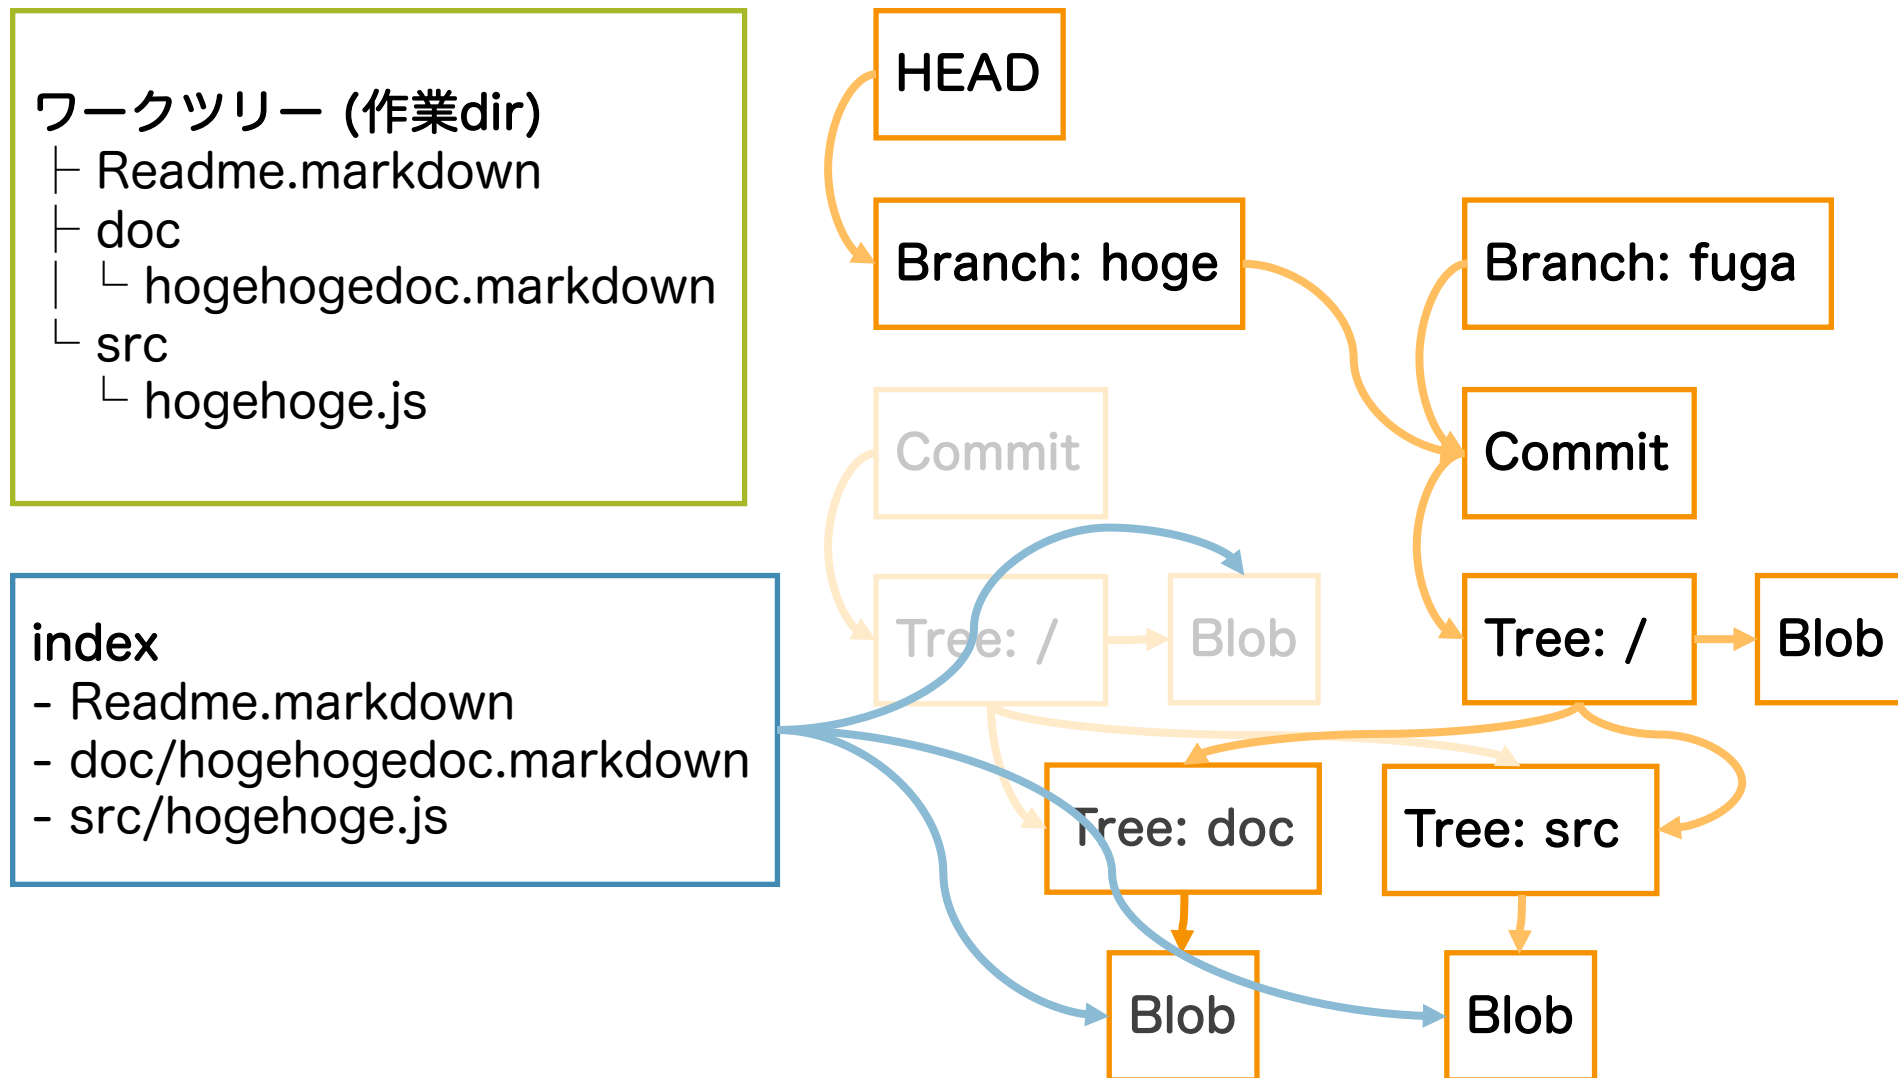 ワークツリー (作業dir)
├ Readme.markdown
├ doc
│ └ hogehogedoc.markdown
└ src
└ hogehoge.js
index
- Readme.markdown
- doc/hogehogedoc.markdown
- src/hogehoge.js
HEAD
Branch: hoge
Branch: fuga
Commit
Commit
Tree: /
Blob
Tree: /
Blob
Tree: doc
Tree: src
Blob
Blob